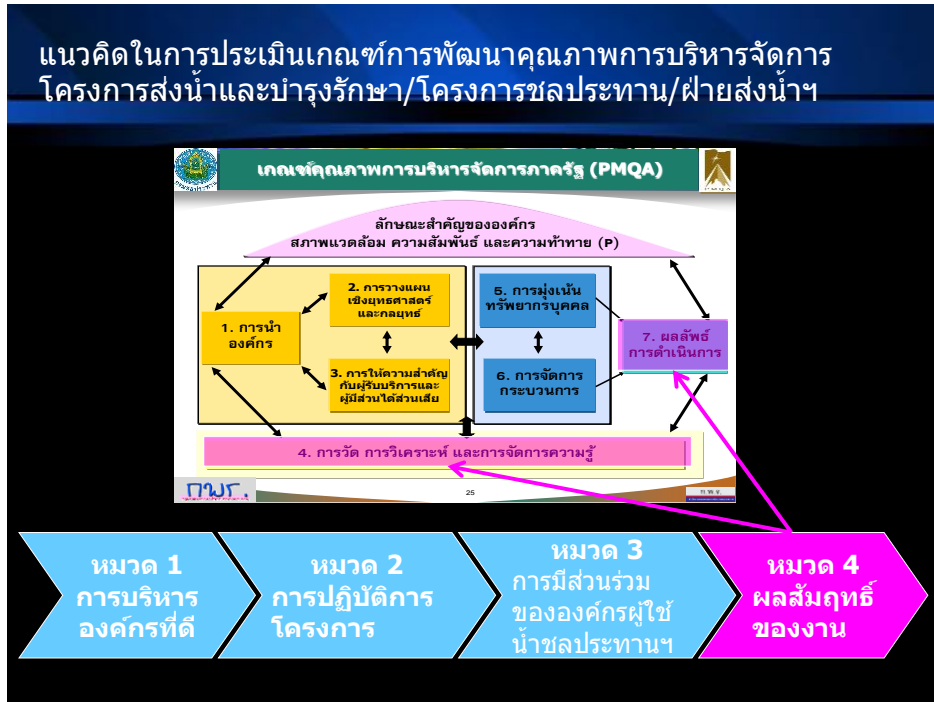 แนวคิดในการประเมินเกณฑ์การพัฒนาคุณภาพการบริหารจัดการ
โครงการส่งน้ำและบำรุงรักษา/โครงการชลประทาน/ฝ่ายส่งน้ำฯ
เกณฑ์คุณภาพการบริหารจัดการภาครัฐ (PMQA)
ลักษณะสำคัญขององค์กร
สภาพแวดล้อม ความสัมพันธ์ และความท้าทาย (P)
1. การนำ
องค์กร
2. การวางแผน
เชิงยุทธศาสตร์
และกลยุทธ์
3. การให้ความสำคัญ
กับผู้รับบริการและ
ผู้มีส่วนได้ส่วนเสีย
5. การมุ่งเน้น
ทรัพยากรบุคคล
6. การจัดการ
กระบวนการ
7. ผลลัพธ์
การดำเนินการ
4. การวัด การวิเคราะห์ และการจัดการความรู้
กพร.
25
ก.พ.ร.
หมวด 1
การบริหาร
องค์กรที่ดี
หมวด 2
การปฏิบัติการ
โครงการ
หมวด 3
การมีส่วนร่วม
ขององค์กรผู้ใช้
น้ำชลประทานฯ
หมวด 4
ผลสัมฤทธิ์
ของงาน